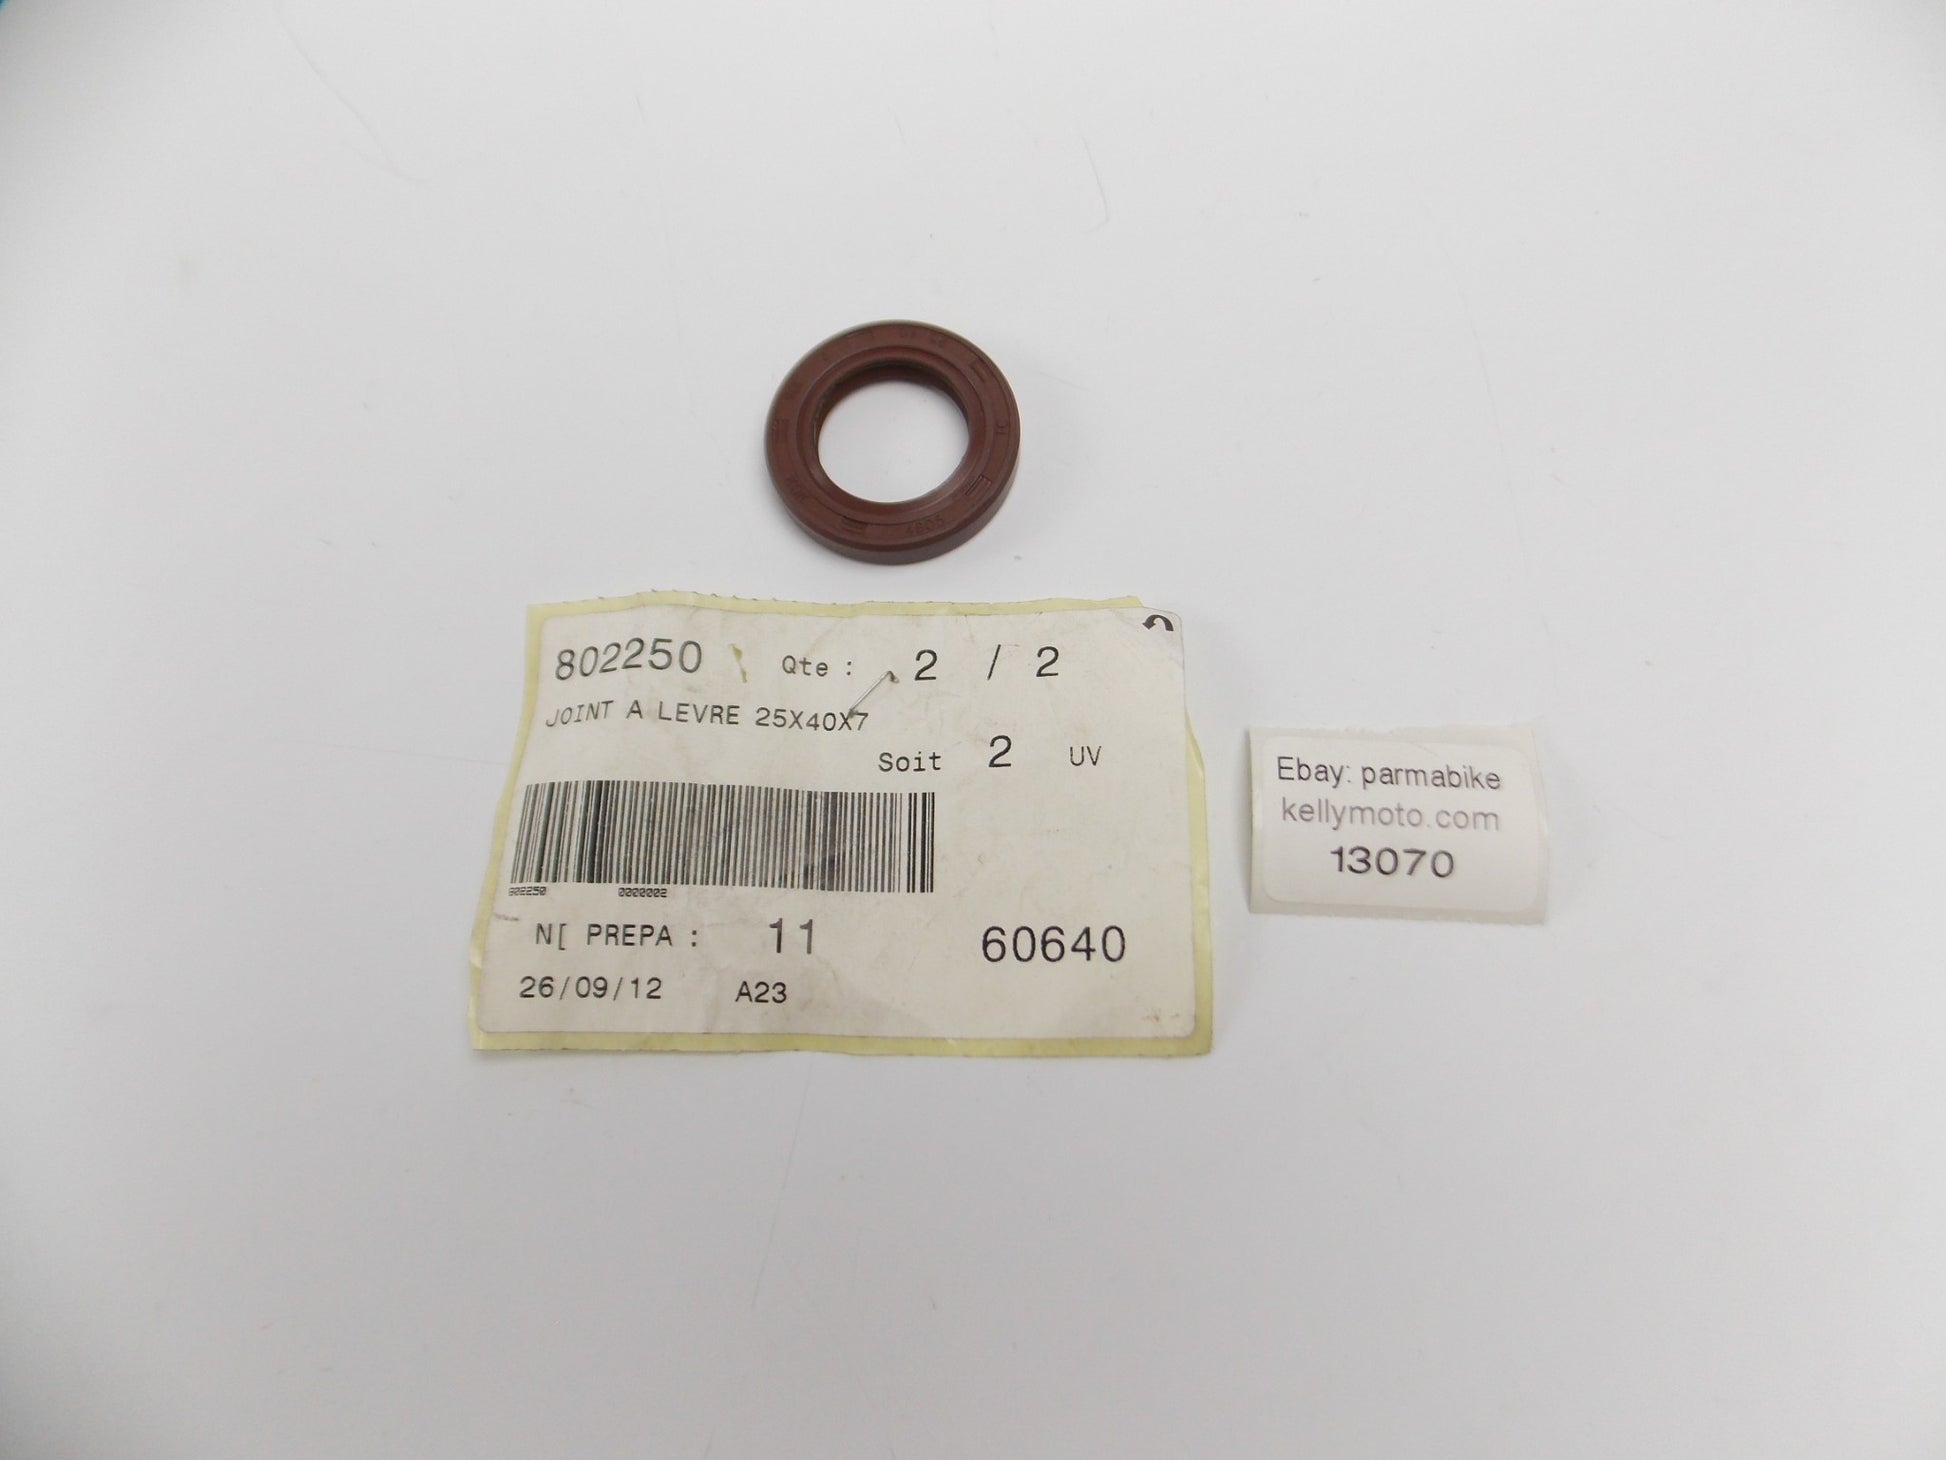 4805
802250 Qte : 2 / 2
JOINT A LEVRE 25X40X7
Soit 2 UV
802250 0000002
N[ PREPA : 11 60640
26/09/12 A23
Ebay: parmabike
kellymoto.com
13070